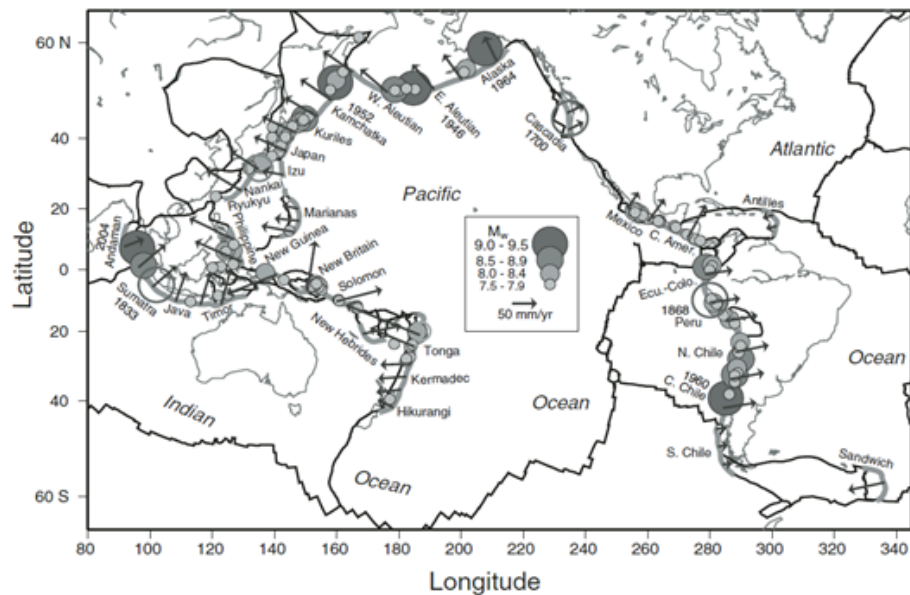 60 N
40
20
0
20
40
60 S
Latitude
80
100
120
140
160
180
200
220
240
260
280
300
320
340
Longitude
Alaska
1964
W. Aleutian
E. Aleutian
1946
1952
Kamchatka
Kuriles
Japan
Izu
Nankai
Ryukyu
Marianas
Philippine
2004
Andaman
Sumatra
1833
Java
Timor
New Guinea
New Britain
Solomon
New Hebrides
Tonga
Kermadec
Hikurangi
Pacific
Ocean
Indian
Ocean
Cascadia
1700
Atlantic
Ocean
Antilles
Mexico
C. Amer.
Ecu.-Colo.
1868
Peru
N. Chile
1960
C. Chile
S. Chile
Sandwich
Mw
9.0 - 9.5
8.5 - 8.9
8.0 - 8.4
7.5 - 7.9
50 mm/yr